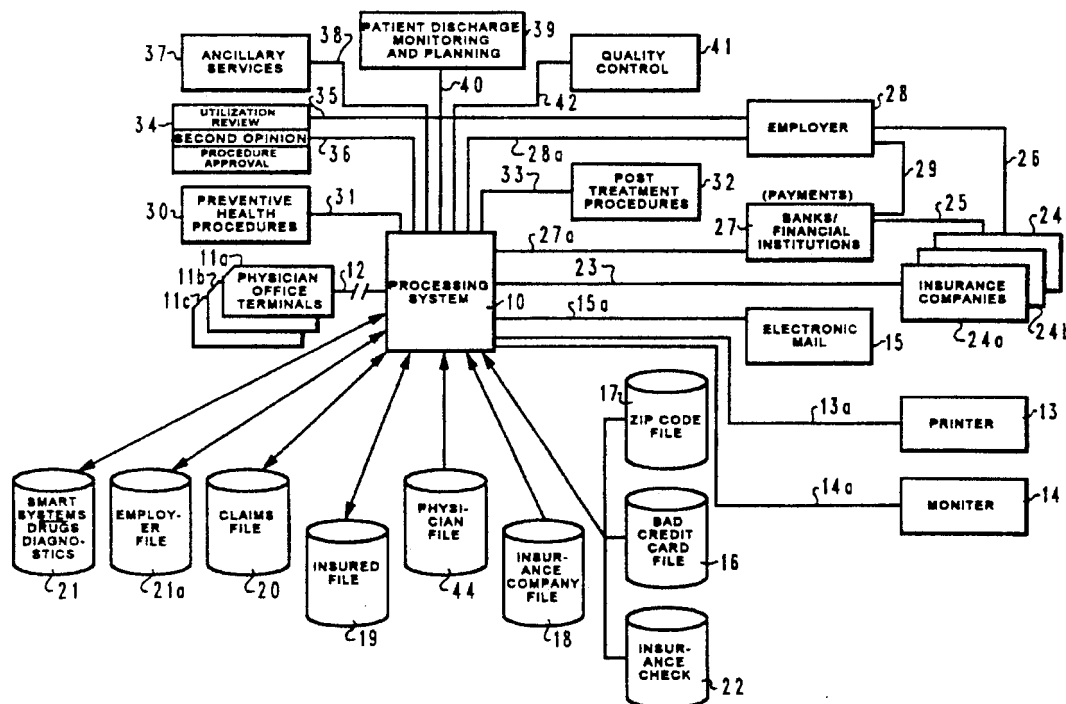 37
ANCILLARY
SERVICES
38
PATIENT DISCHARGE
MONITORING
AND PLANNING
39
40
QUALITY
CONTROL
41
42
34
UTILIZATION
REVIEW
35
SECOND OPINION
36
PROCEDURE
APPROVAL
28a
EMPLOYER
28
26
29
30
PREVENTIVE
HEALTH
PROCEDURES
31
33
POST
TREATMENT
PROCEDURES
32
(PAYMENTS)
27
BANKS/
FINANCIAL
INSTITUTIONS
25
24
27a
11a
11b
11c
PHYSICIAN
OFFICE
TERMINALS
12
PROCESSING
SYSTEM
10
23
INSURANCE
COMPANIES
24a
24b
15a
ELECTRONIC
MAIL
15
17
ZIP CODE
FILE
13a
PRINTER
13
14a
MONITER
14
SMART
SYSTEMS
DRUGS
DIAGNO-
STICS
21
EMPLOY-
ER
FILE
21a
CLAIMS
FILE
20
INSURED
FILE
19
PHYSI-
CIAN
FILE
44
INSUR-
ANCE
COMPANY
FILE
18
BAD
CREDIT
CARD
FILE
16
INSUR-
ANCE
CHECK
22